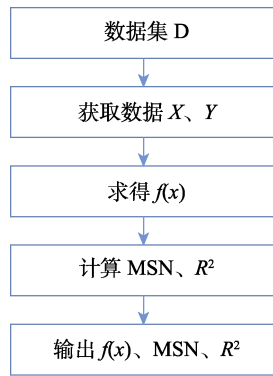 数据集 D
获取数据 X、Y
求得 f(x)
计算 MSN、R²
输出 f(x)、MSN、R²